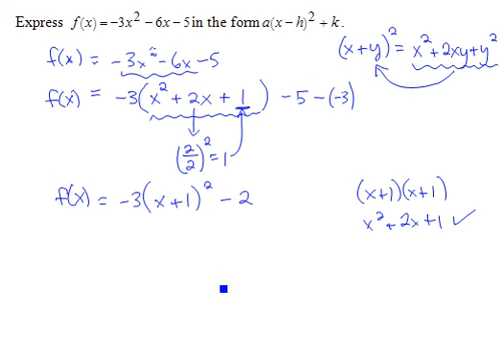 Express f(x) = -3x² - 6x - 5 in the form a(x - h)² + k.
f(x) = -3x² - 6x - 5
(x + y)² = x² + 2xy + y²
f(x) = -3(x² + 2x + 1) - 5 - (-3)
(2/2)² = 1
f(x) = -3(x + 1)² - 2
(x+1)(x+1)
x² + 2x + 1 ✓